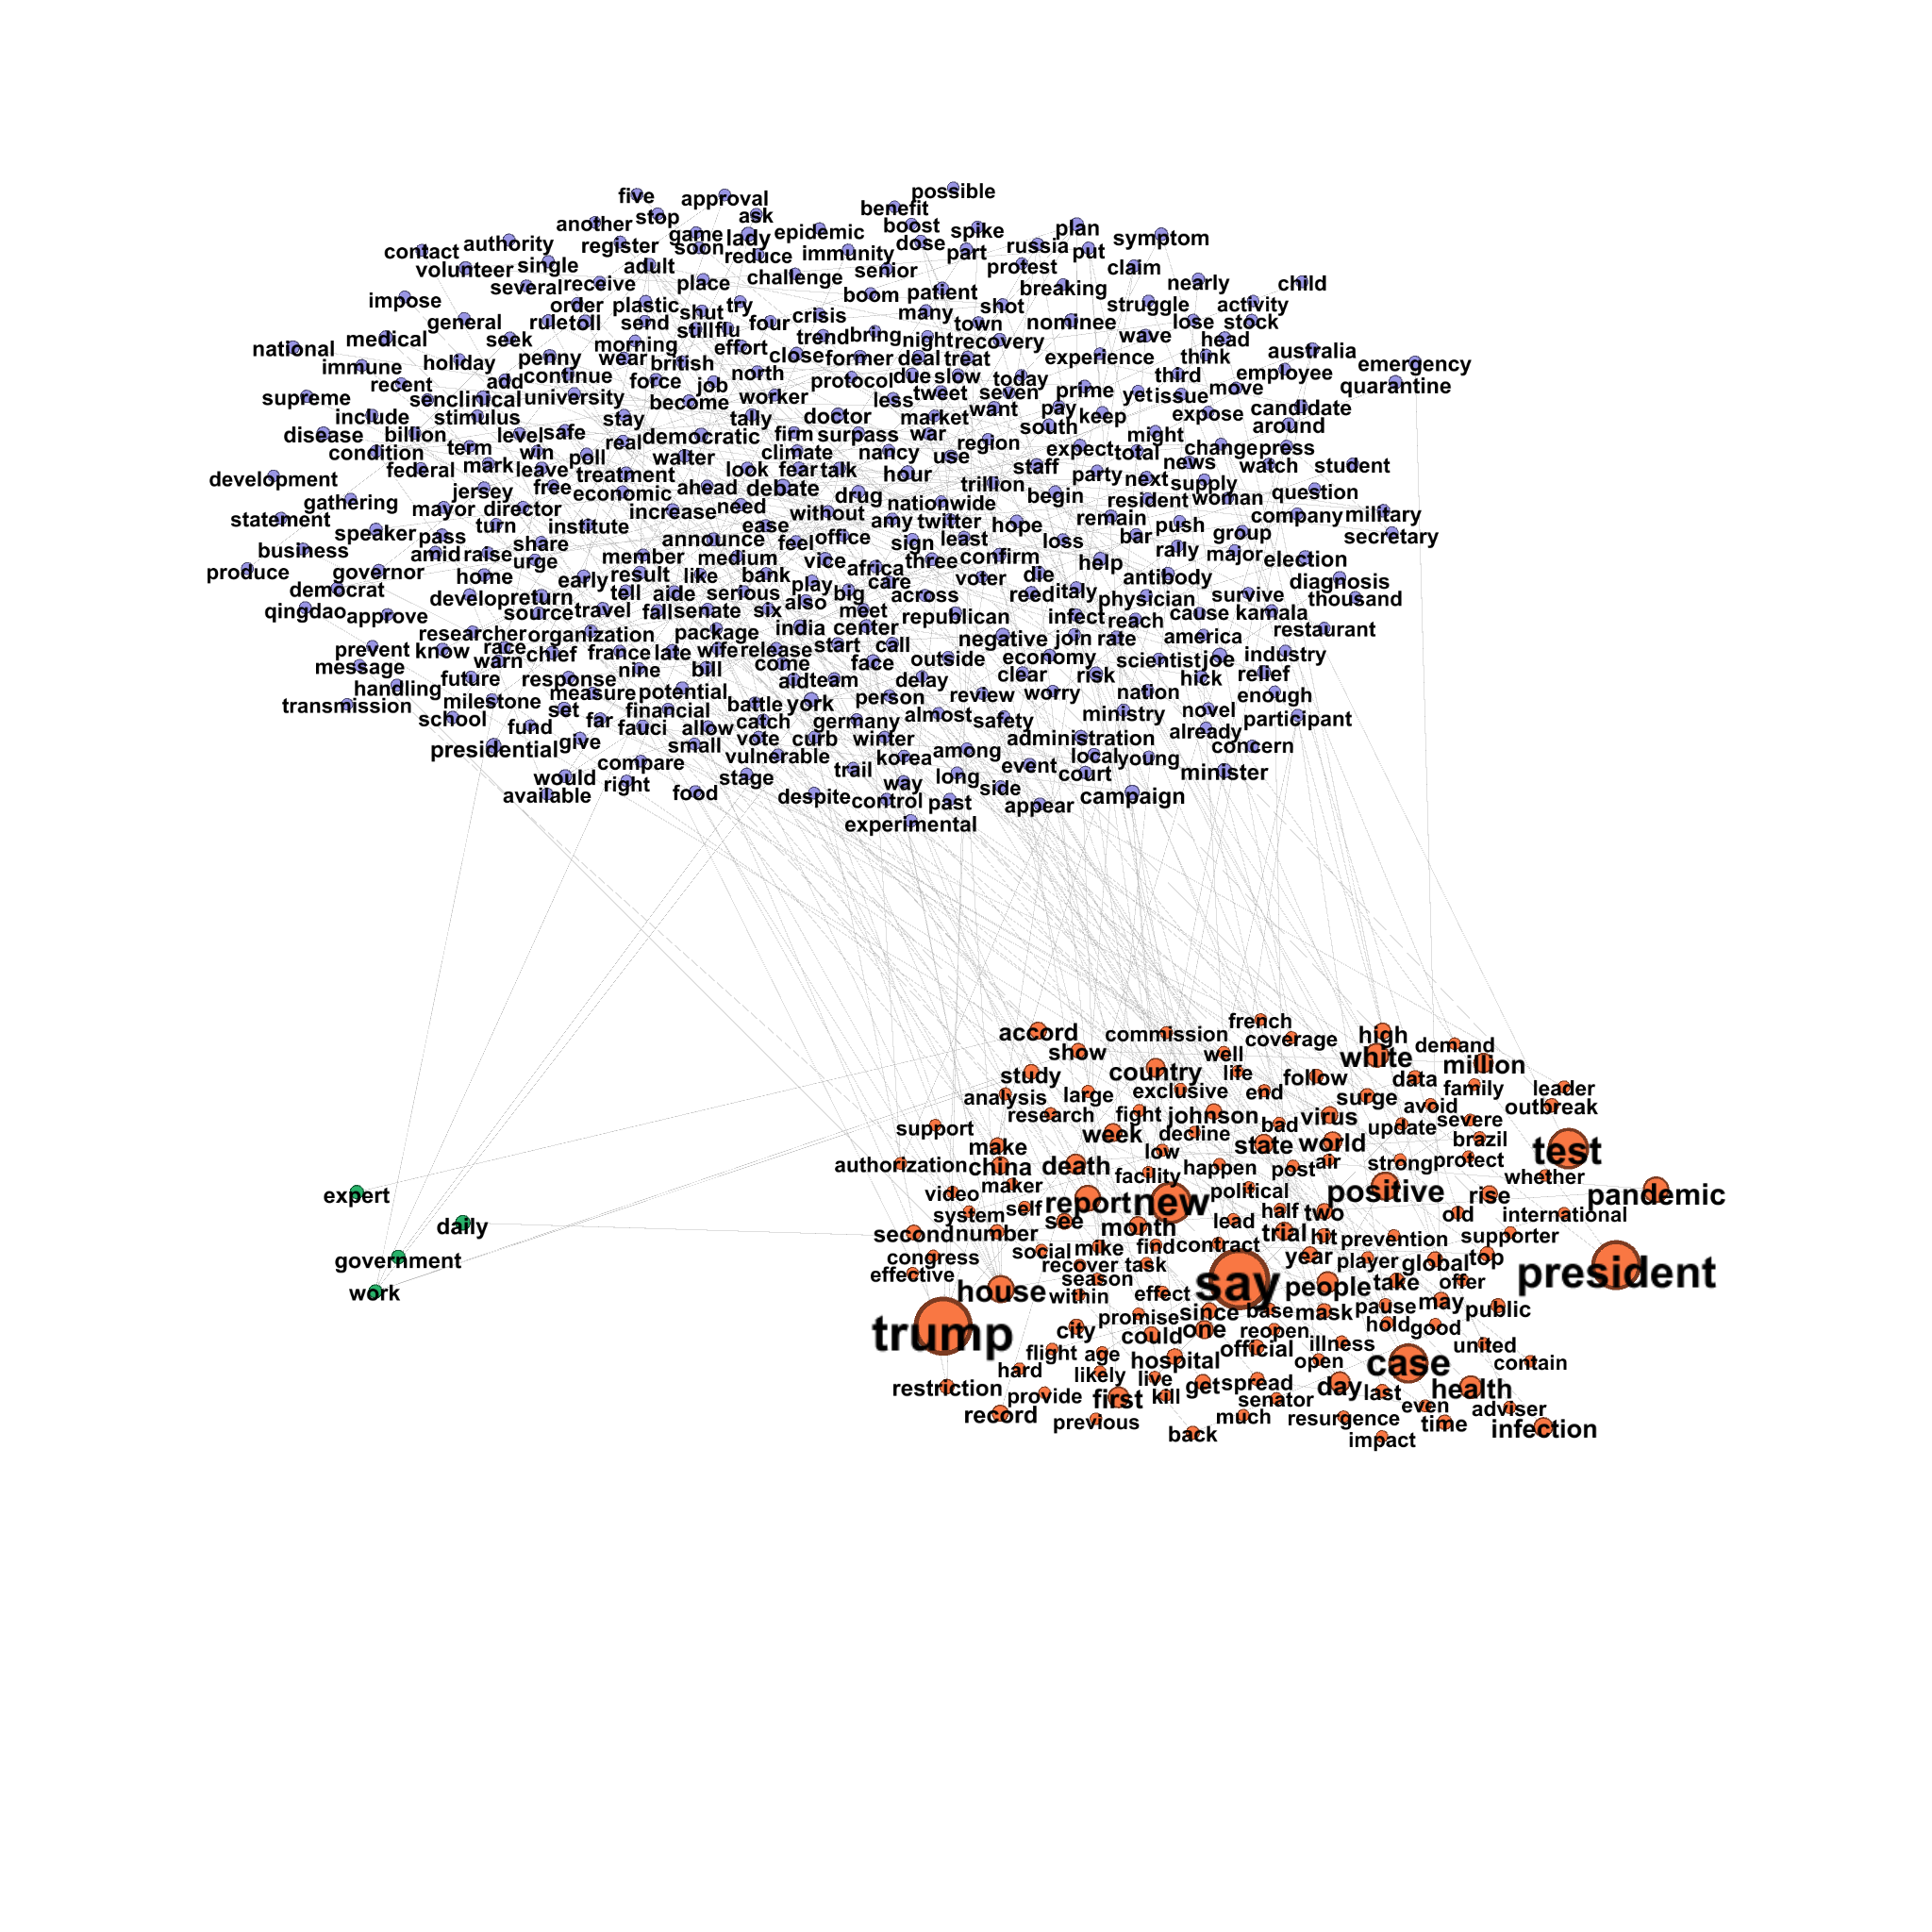 five
approval
possible
another
stop
ask
benefit
contact
authority
register
game
soon
lady
epidemic
boost
dose
spike
plan
symptom
volunteer
single
adult
reduce
immunity
senior
part
russia
put
protest
claim
several
receive
place
challenge
boom
patient
breaking
nearly
child
impose
order
plastic
shut
try
crisis
many
shot
struggle
activity
general
rule
toll
send
still
flu
four
trend
bring
night
town
recovery
nominee
wave
lose
stock
head
national
medical
seek
morning
effort
close
former
deal
treat
experience
think
australia
immune
holiday
penny
wear
british
north
protocol
due
slow
today
third
employee
emergency
recent
add
continue
force
job
worker
less
tweet
seven
prime
yet
issue
move
quarantine
supreme
sen
clinical
university
become
tally
doctor
market
want
pay
keep
expose
candidate
include
stimulus
stay
south
around
disease
billion
level
safe
real
democratic
firm
surpass
war
region
might
condition
term
win
poll
walter
climate
nancy
use
expect
total
change
press
federal
mark
leave
treatment
look
fear
talk
hour
staff
party
next
news
watch
student
development
jersey
free
economic
ahead
debate
drug
trillion
begin
supply
resident
woman
question
gathering
mayor
director
increase
need
without
nationwide
statement
turn
institute
ease
amy
twitter
hope
remain
push
company
military
speaker
pass
share
announce
feel
office
sign
least
loss
bar
group
secretary
business
amid
raise
urge
member
medium
vice
africa
three
confirm
help
rally
major
election
produce
governor
home
early
result
like
bank
play
care
voter
die
antibody
diagnosis
democrat
develop
return
tell
aide
serious
big
across
reed
italy
physician
survive
thousand
qingdao
approve
source
travel
fall
senate
six
also
meet
republican
infect
reach
cause
kamala
researcher
organization
package
india
center
negative
join
rate
america
restaurant
prevent
know
race
warn
chief
france
late
wife
release
start
call
outside
economy
scientist
joe
industry
message
future
response
nine
bill
come
face
clear
risk
hick
relief
handling
milestone
measure
potential
aid
team
delay
review
worry
nation
enough
transmission
school
set
financial
battle
york
person
almost
safety
ministry
novel
participant
fund
far
fauci
allow
catch
germany
already
presidential
give
small
vote
curb
winter
administration
concern
compare
vulnerable
korea
among
local
young
would
right
stage
trail
way
long
event
court
minister
available
food
despite
control
past
side
appear
campaign
experimental
accord
commission
french
coverage
high
demand
show
well
white
million
study
country
life
follow
data
family
leader
analysis
large
exclusive
end
surge
avoid
outbreak
research
fight
johnson
bad
virus
update
severe
support
week
decline
state
world
brazil
test
make
low
authorization
china
death
facility
happen
post
air
strong
protect
whether
expert
video
maker
report
new
political
positive
rise
pandemic
system
self
see
half
two
old
international
daily
second
number
month
lead
trial
hit
prevention
supporter
government
congress
social
mike
find
contract
year
player
global
top
effective
recover
task
season
say
people
take
offer
president
work
house
within
effect
promise
since
base
mask
pause
may
public
trump
city
could
one
reopen
hold
good
flight
age
hospital
official
illness
united
hard
likely
live
open
case
contain
restriction
provide
first
kill
get
spread
day
last
health
record
previous
senator
even
adviser
much
resurgence
time
infection
back
impact